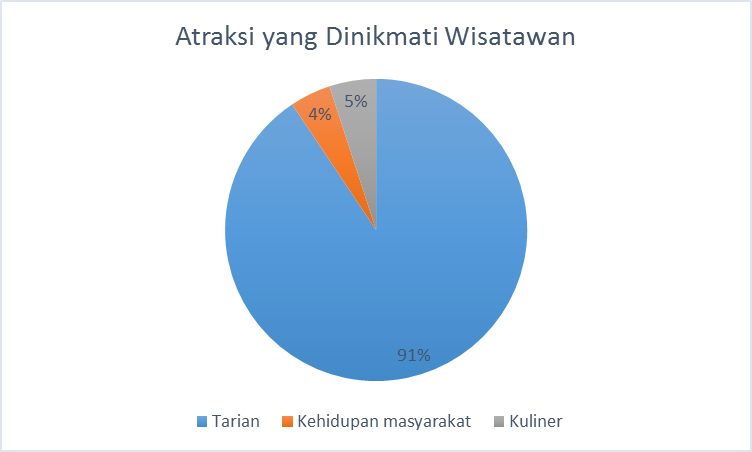 Atraksi yang Dinikmati Wisatawan
5%
4%
91%
Tarian
Kehidupan masyarakat
Kuliner